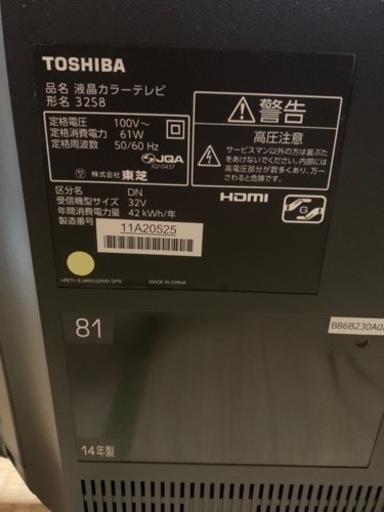 TOSHIBA
品名 液晶カラーテレビ
形名 32S8
定格電圧 100V～
定格消費電力 61W
定格周波数 50/60 Hz
JQA
JQ10437
株式会社 東芝
警告
高圧注意
サービスマン以外の方は裏ぶた
をあけないでください。内部には
高電圧部分が数多くあり、万一
さわると危険です。
区分名 DN
受信機型サイズ 32V
年間消費電力量 42 kWh/年
製造番号
11A20525
HDMI
G
MADE IN CHINA
81
B86B230A0
14年製